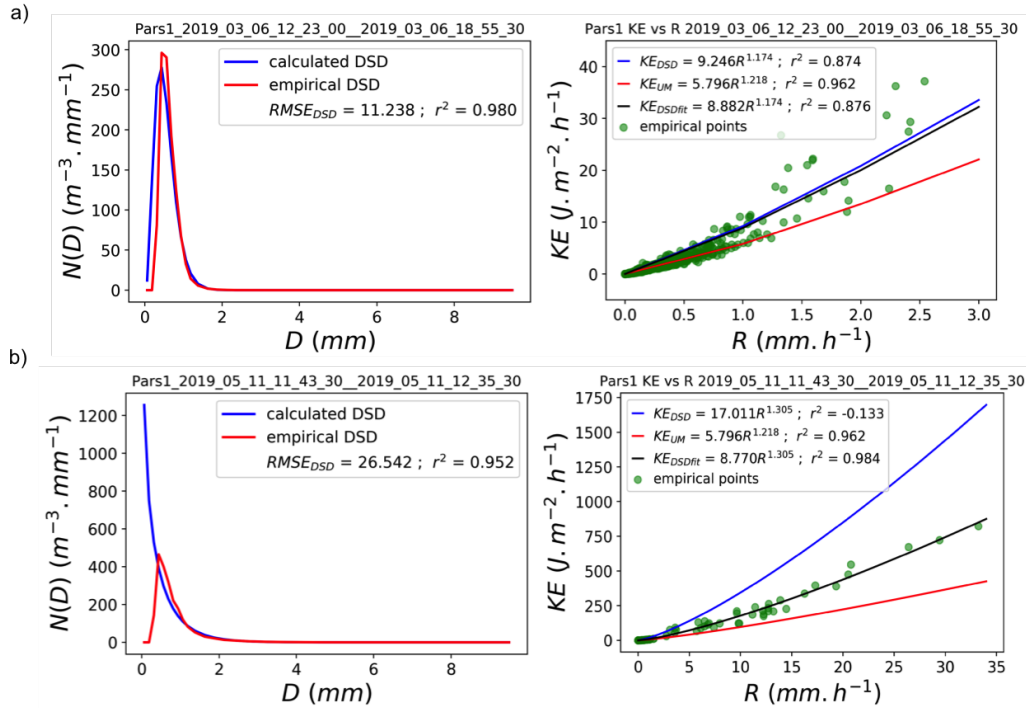 a)
Pars1_2019_03_06_12_23_00__2019_03_06_18_55_30
300
250
200
150
100
50
0
N(D) (m⁻³.mm⁻¹)
calculated DSD
empirical DSD
RMSE_DSD = 11.238 ; r² = 0.980
0 2 4 6 8
D (mm)
Pars1 KE vs R 2019_03_06_12_23_00__2019_03_06_18_55_30
40
30
20
10
0
KE (J.m⁻².h⁻¹)
KE_DSD = 9.246R^1.174 ; r² = 0.874
KE_UM = 5.796R^1.218 ; r² = 0.962
KE_DSDfit = 8.882R^1.174 ; r² = 0.876
empirical points
0.0 0.5 1.0 1.5 2.0 2.5 3.0
R (mm.h⁻¹)
b)
Pars1_2019_05_11_11_43_30__2019_05_11_12_35_30
1200
1000
800
600
400
200
0
N(D) (m⁻³.mm⁻¹)
calculated DSD
empirical DSD
RMSE_DSD = 26.542 ; r² = 0.952
0 2 4 6 8
D (mm)
Pars1 KE vs R 2019_05_11_11_43_30__2019_05_11_12_35_30
1750
1500
1250
1000
750
500
250
0
KE (J.m⁻².h⁻¹)
KE_DSD = 17.011R^1.305 ; r² = -0.133
KE_UM = 5.796R^1.218 ; r² = 0.962
KE_DSDfit = 8.770R^1.305 ; r² = 0.984
empirical points
0 5 10 15 20 25 30 35
R (mm.h⁻¹)